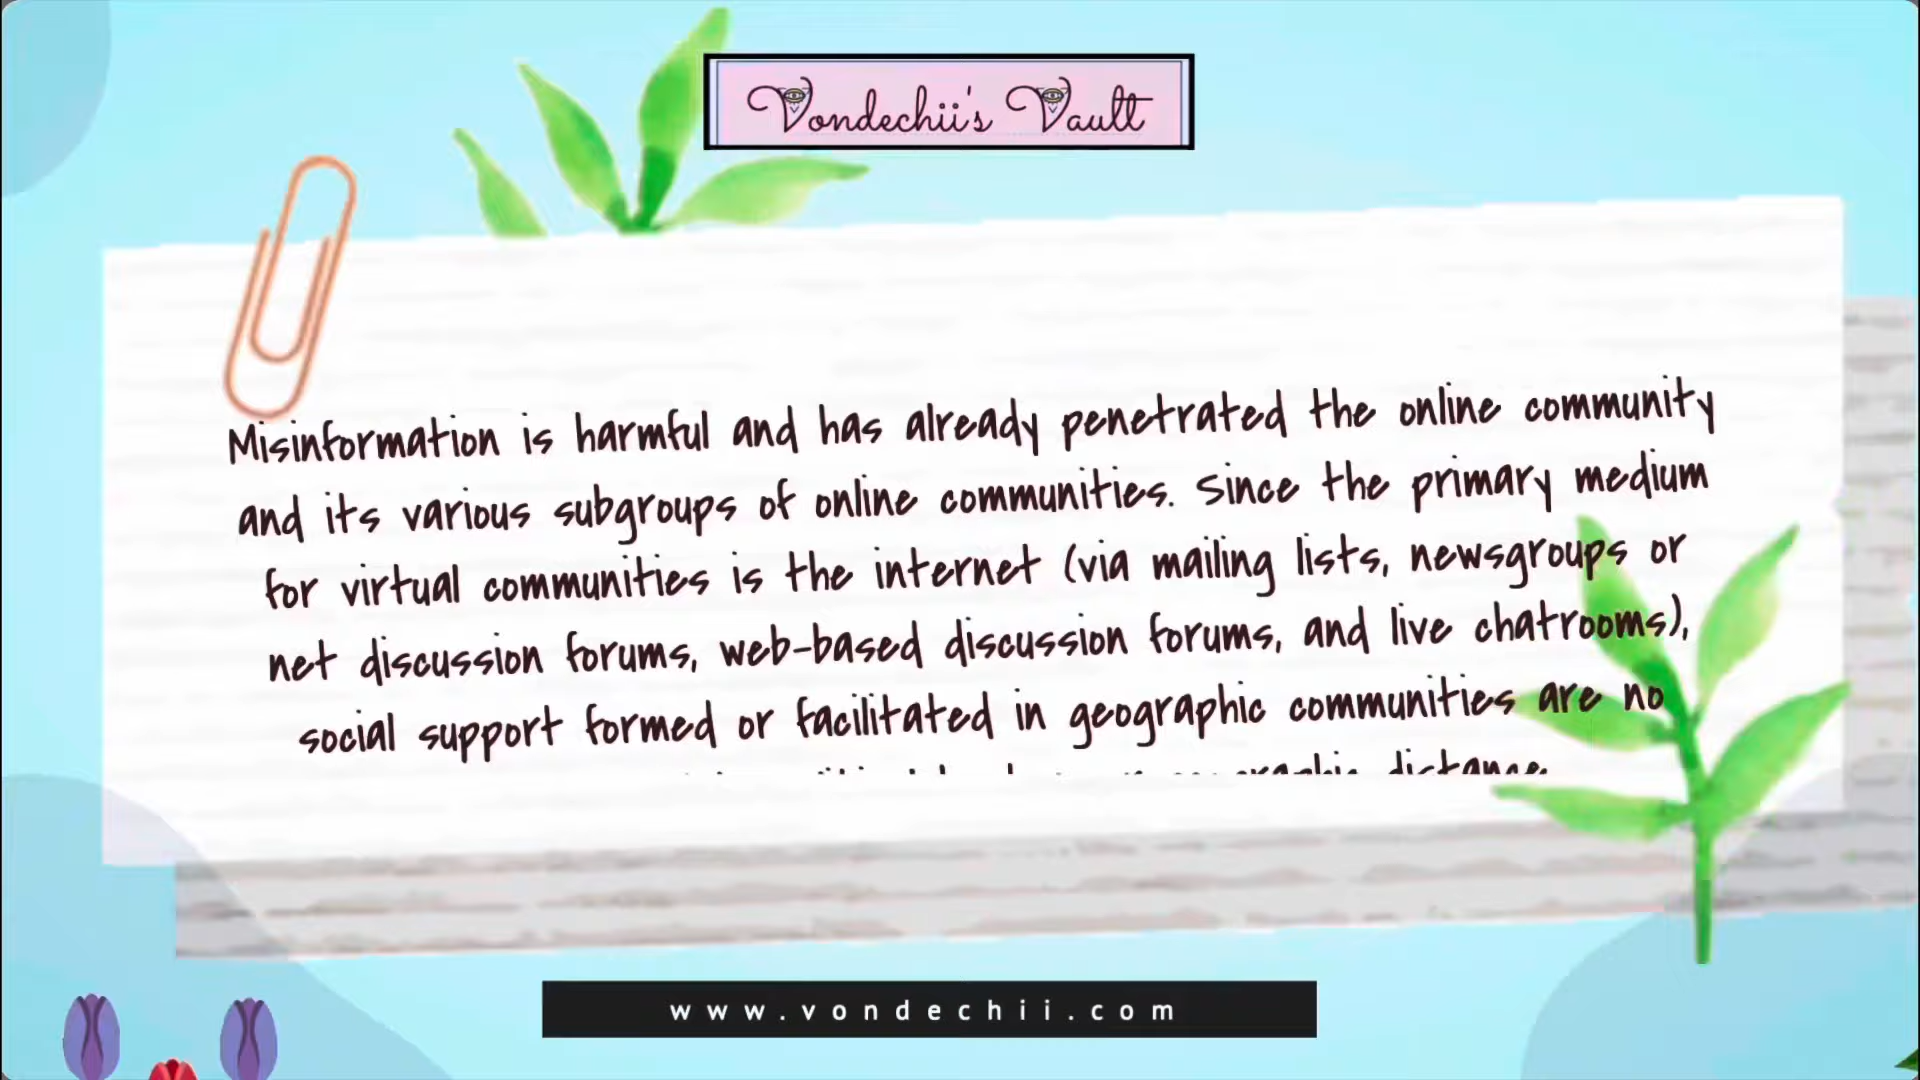 Vondechii's Vault
Misinformation is harmful and has already penetrated the online community
and its various subgroups of online communities. Since the primary medium
for virtual communities is the internet (via mailing lists, newsgroups or
net discussion forums, web-based discussion forums, and live chatrooms),
social support formed or facilitated in geographic communities are no
geographic distance.
www.vondechii.com